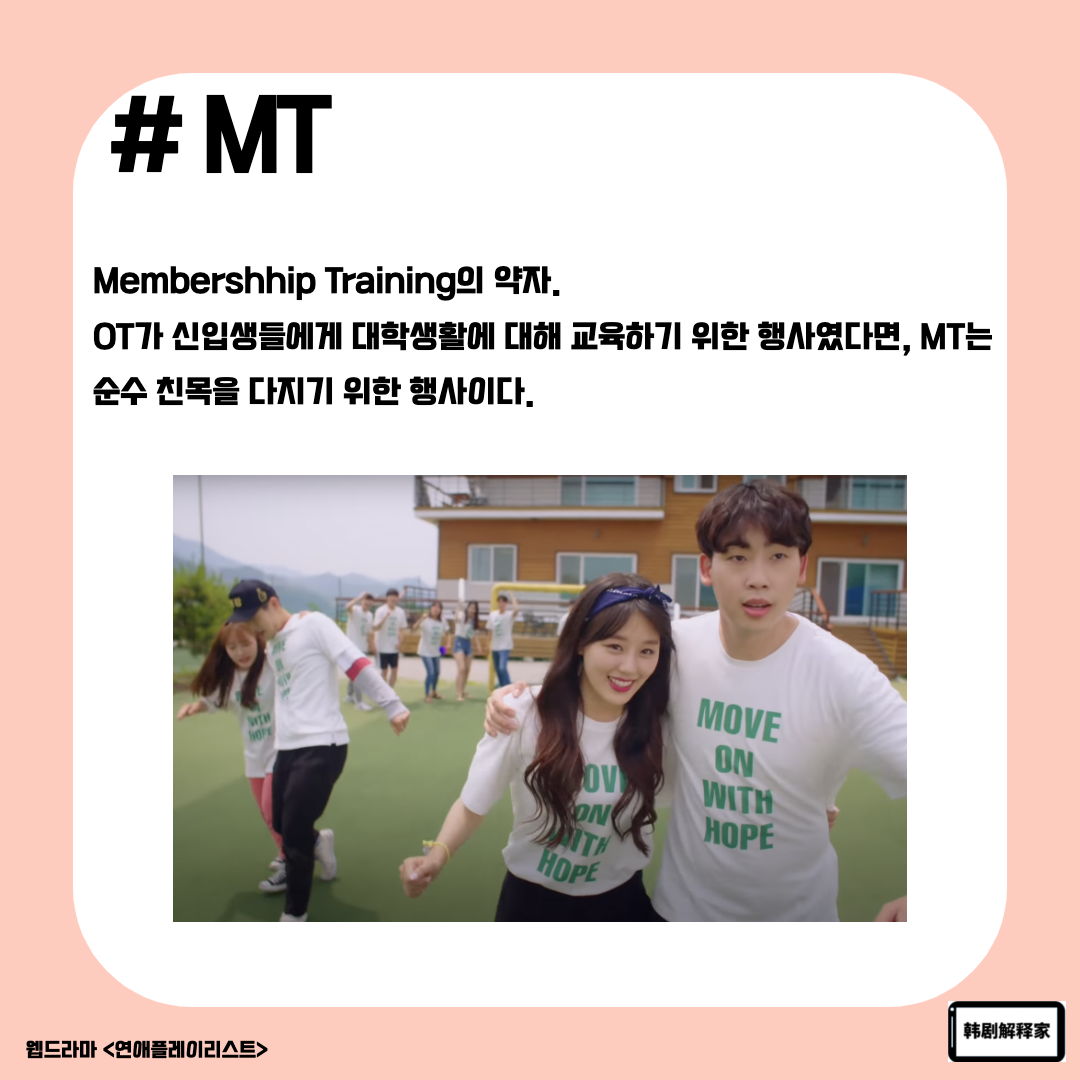 # MT
Membershhip Training의 약자.
OT가 신입생들에게 대학생활에 대해 교육하기 위한 행사였다면, MT는
순수 친목을 다지기 위한 행사이다.
MOVE
ON
WITH
HOPE
MOVE
ON
WITH
HOPE
웹드라마 <연애플레이리스트>
韩剧解释家